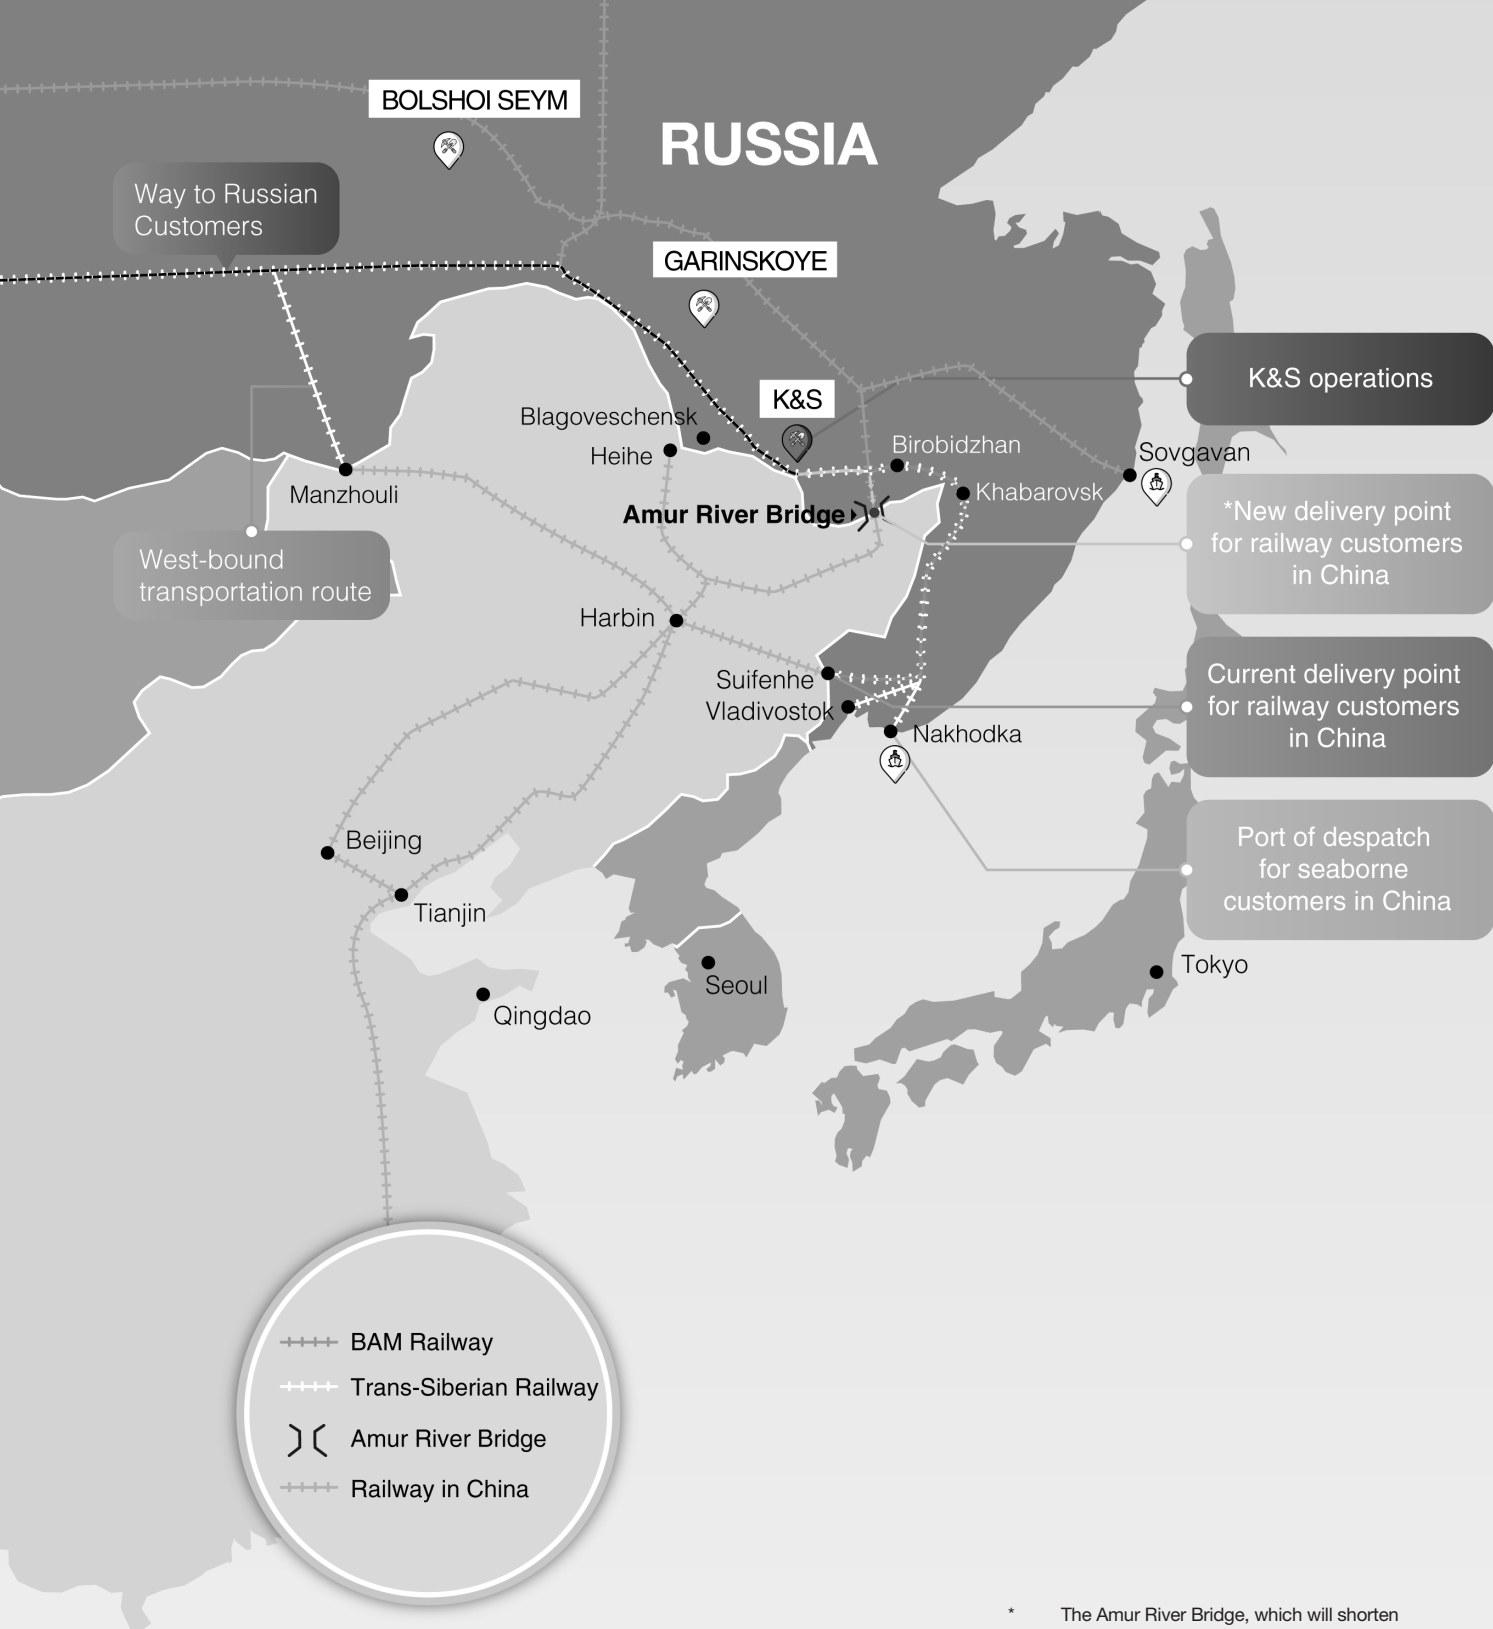 BOLSHOI SEYM
RUSSIA
Way to Russian
Customers
GARINSKOYE
K&S operations
K&S
Blagoveschensk
Heihe
Birobidzhan
Sovgavan
Manzhouli
Khabarovsk
Amur River Bridge
*New delivery point
for railway customers
in China
West-bound
transportation route
Harbin
Suifenhe
Vladivostok
Nakhodka
Current delivery point
for railway customers
in China
Beijing
Tianjin
Port of despatch
for seaborne
customers in China
Seoul
Tokyo
Qingdao
BAM Railway
Trans-Siberian Railway
Amur River Bridge
Railway in China
* The Amur River Bridge, which will shorten